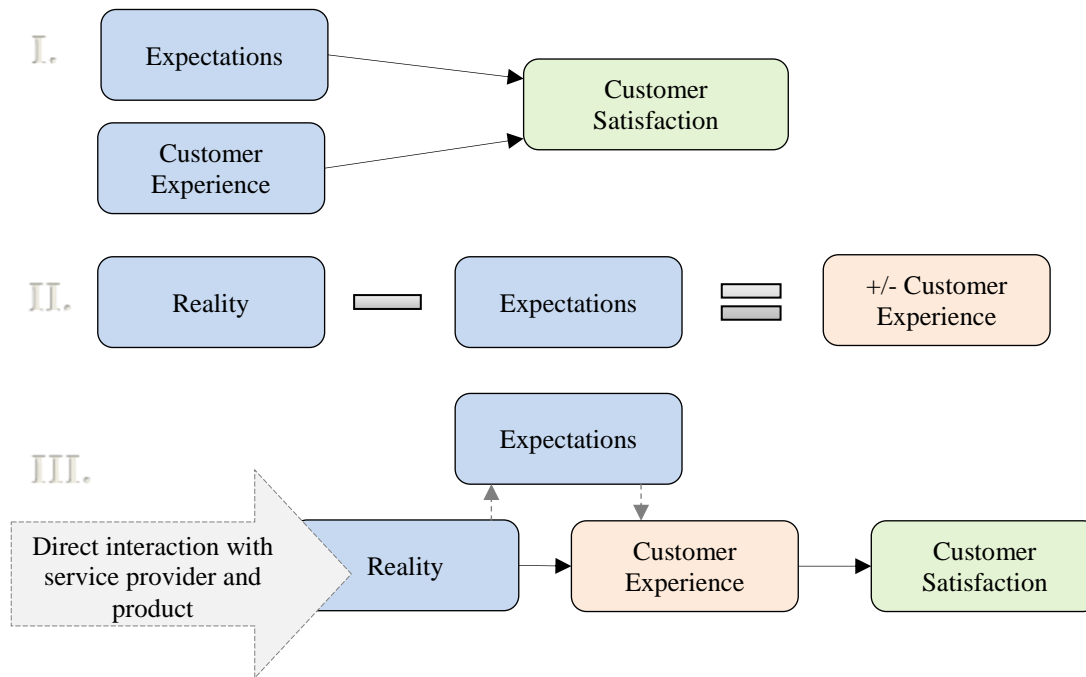 I.
Expectations
Customer
Satisfaction
Customer
Experience
II.
Reality
Expectations
+/- Customer
Experience
III.
Expectations
Direct interaction with
service provider and
product
Reality
Customer
Experience
Customer
Satisfaction